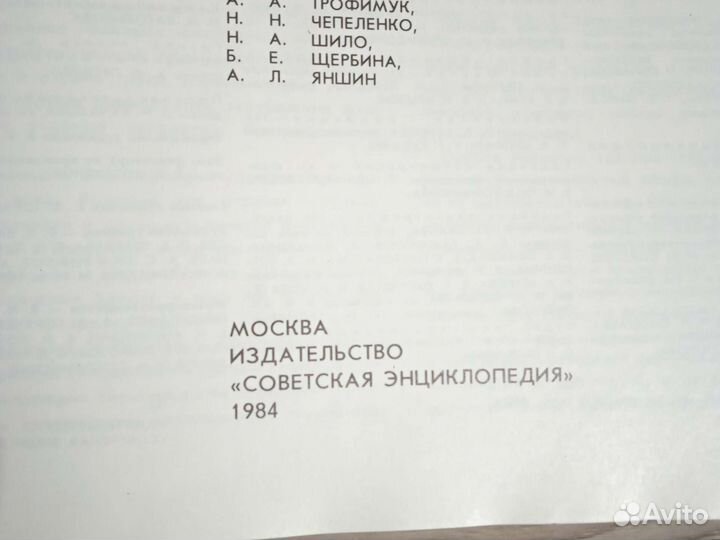 А. А. ТРОФИМУК,
Н. Н. ЧЕПЕЛЕНКО,
Н. А. ШИЛО,
Б. Е. ЩЕРБИНА,
А. Л. ЯНШИН
МОСКВА
ИЗДАТЕЛЬСТВО
«СОВЕТСКАЯ ЭНЦИКЛОПЕДИЯ»
1984
Avito